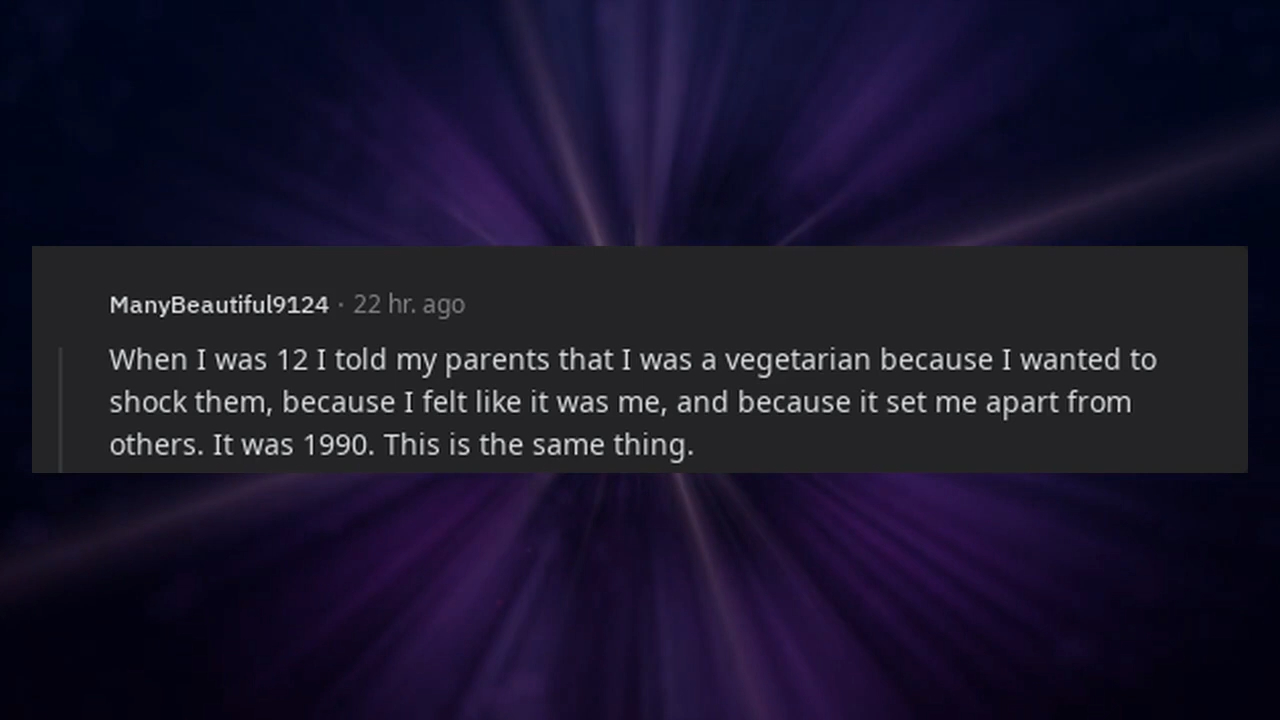 ManyBeautiful9124 · 22 hr. ago
When I was 12 I told my parents that I was a vegetarian because I wanted to
shock them, because I felt like it was me, and because it set me apart from
others. It was 1990. This is the same thing.